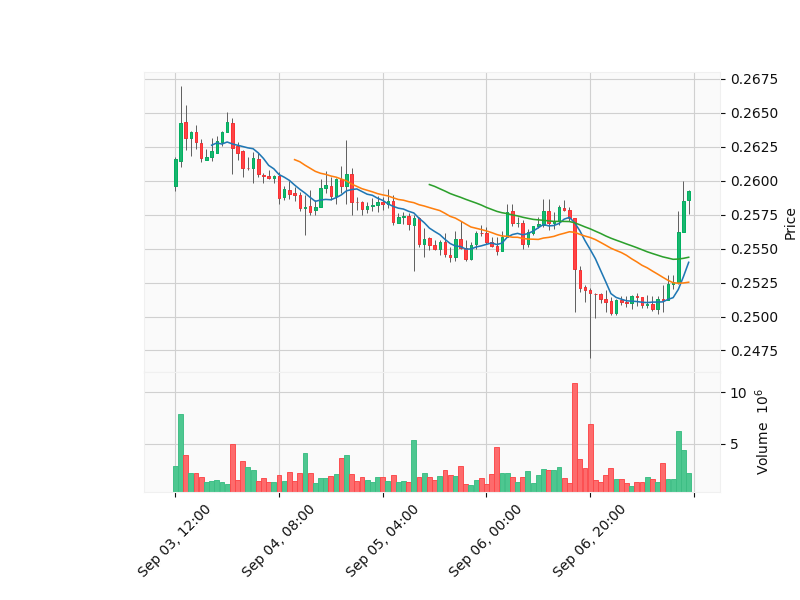 0.2675
0.2650
0.2625
0.2600
0.2575
0.2550
0.2525
0.2500
0.2475
Price
10
5
Volume 10⁶
Sep 03, 12:00
Sep 04, 08:00
Sep 05, 04:00
Sep 06, 00:00
Sep 06, 20:00